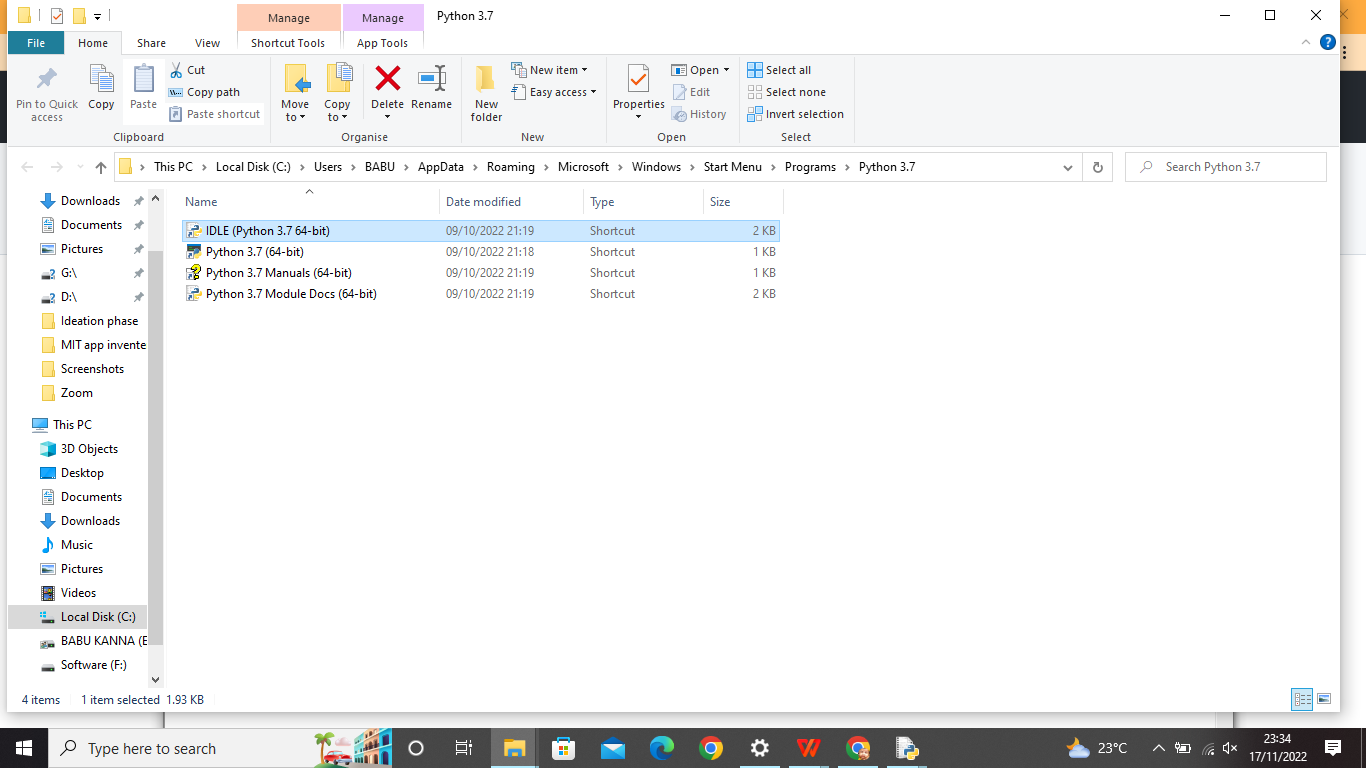 Manage Manage Python 3.7
File Home Share View Shortcut Tools App Tools
Pin to Quick access
Copy
Paste
Cut
Copy path
Paste shortcut
Clipboard
Move to
Copy to
Delete
Rename
Organise
New folder
New item
Easy access
New
Properties
Open
Edit
History
Open
Select all
Select none
Invert selection
Select
This PC > Local Disk (C:) > Users > BABU > AppData > Roaming > Microsoft > Windows > Start Menu > Programs > Python 3.7
Search Python 3.7
Downloads
Documents
Pictures
G:\
D:\
Ideation phase
MIT app invente
Screenshots
Zoom
This PC
3D Objects
Desktop
Documents
Downloads
Music
Pictures
Videos
Local Disk (C:)
BABU KANNA (E
Software (F:)
Name Date modified Type Size
IDLE (Python 3.7 64-bit) 09/10/2022 21:19 Shortcut 2 KB
Python 3.7 (64-bit) 09/10/2022 21:18 Shortcut 1 KB
Python 3.7 Manuals (64-bit) 09/10/2022 21:19 Shortcut 1 KB
Python 3.7 Module Docs (64-bit) 09/10/2022 21:19 Shortcut 2 KB
4 items 1 item selected 1.93 KB
Type here to search
23°C
23:34
17/11/2022